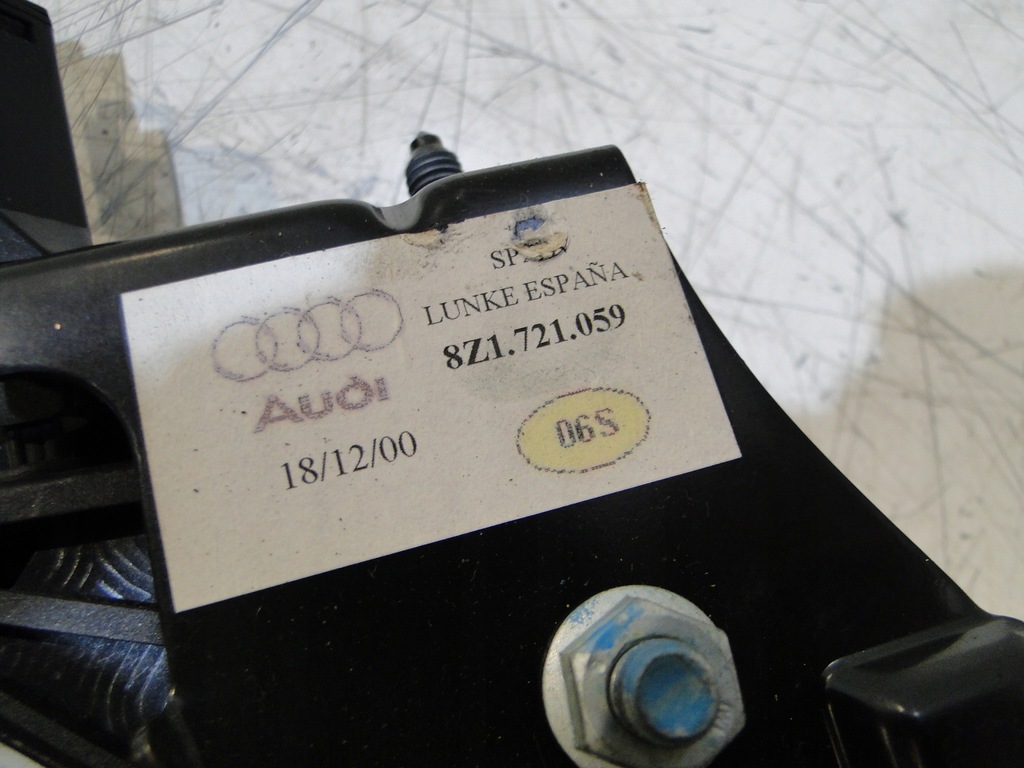 LUNKE ESPAÑA
8Z1.721.059
Audi
18/12/00
06S